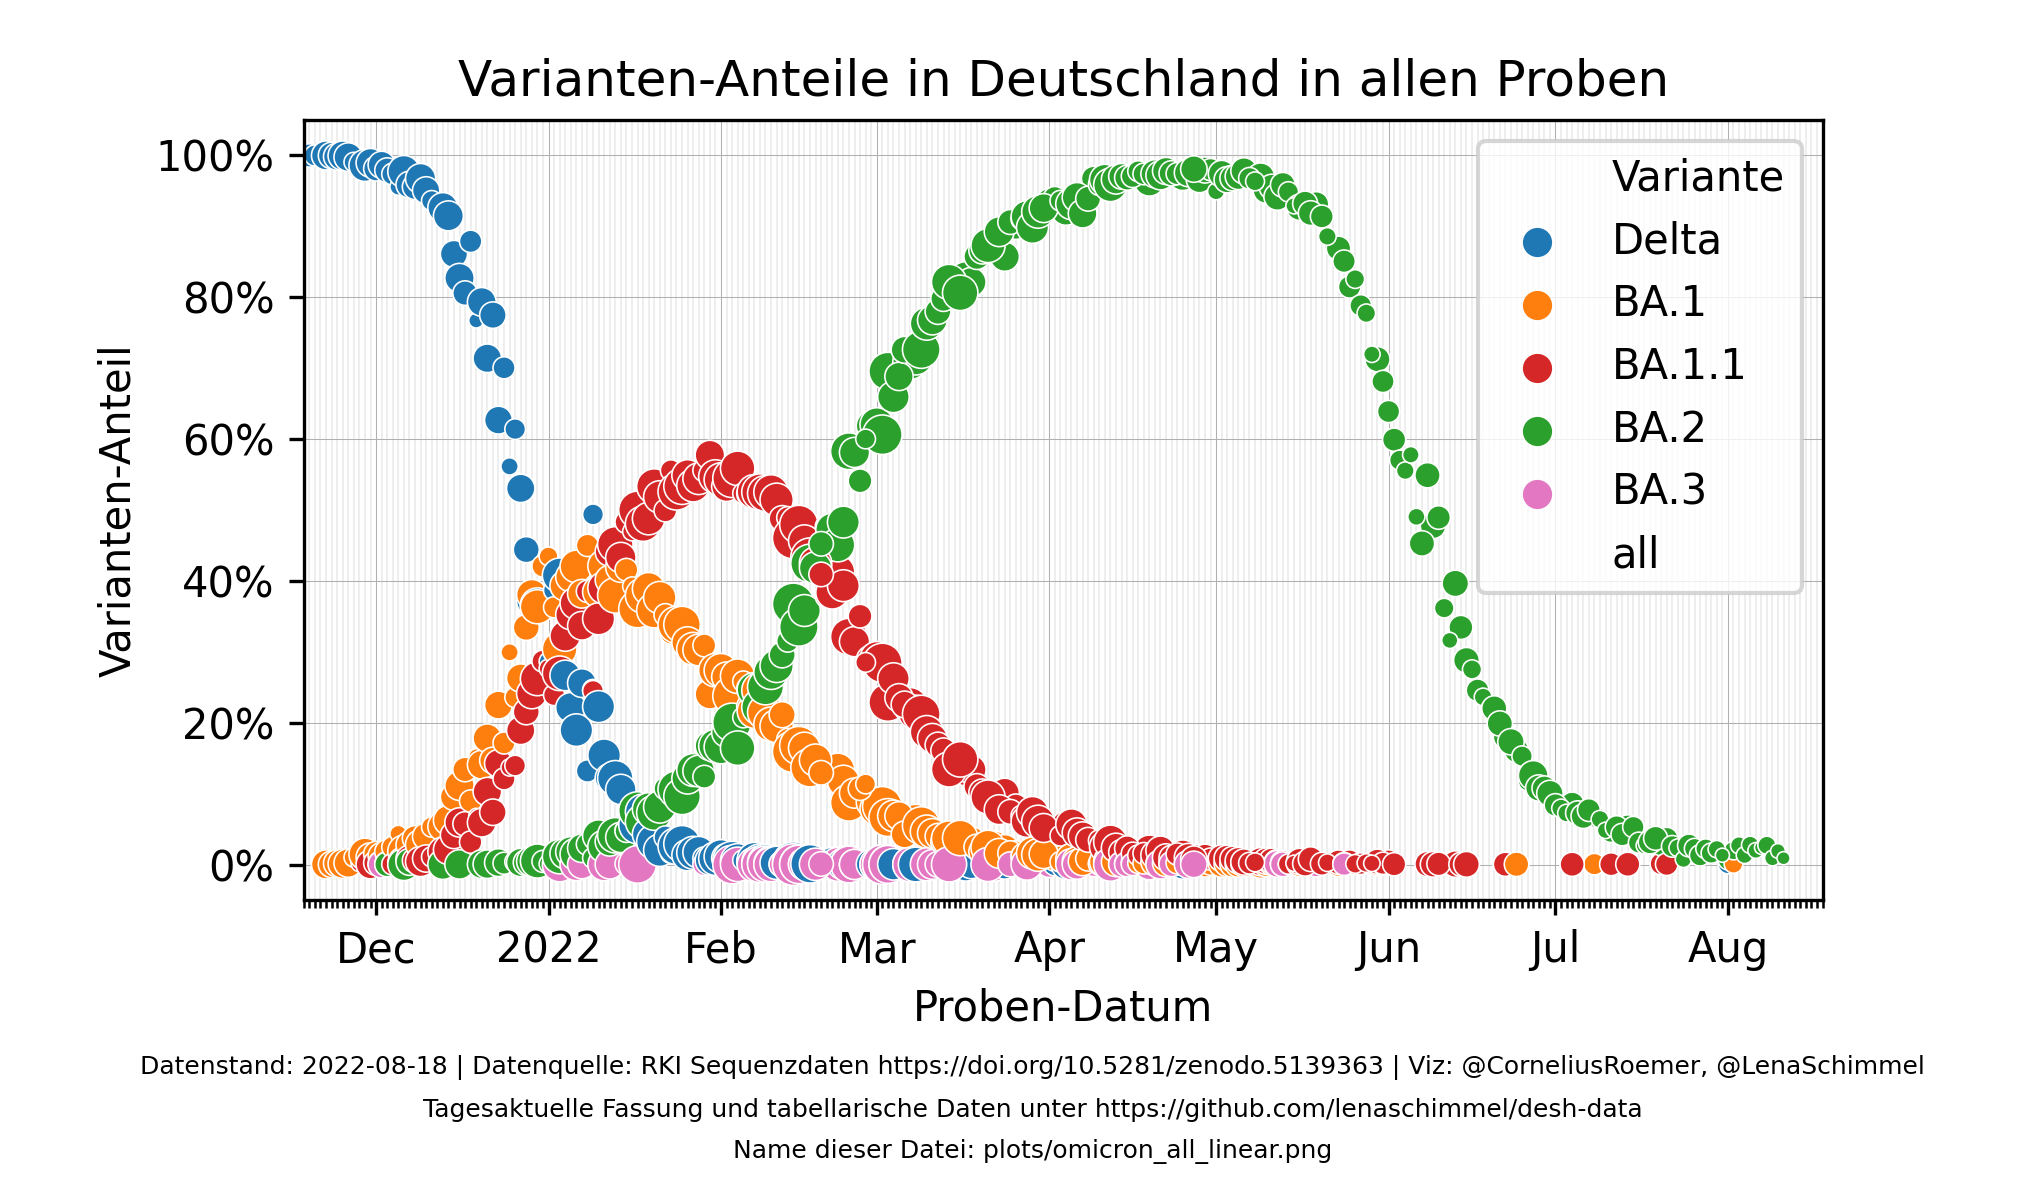 Varianten-Anteile in Deutschland in allen Proben
100%
80%
60%
40%
20%
0%
Varianten-Anteil
Variante
Delta
BA.1
BA.1.1
BA.2
BA.3
all
Dec 2022 Feb Mar Apr May Jun Jul Aug
Proben-Datum
Datenstand: 2022-08-18 | Datenquelle: RKI Sequenzdaten https://doi.org/10.5281/zenodo.5139363 | Viz: @CorneliusRoemer, @LenaSchimmel
Tagesaktuelle Fassung und tabellarische Daten unter https://github.com/lenaschimmel/desh-data
Name dieser Datei: plots/omicron_all_linear.png